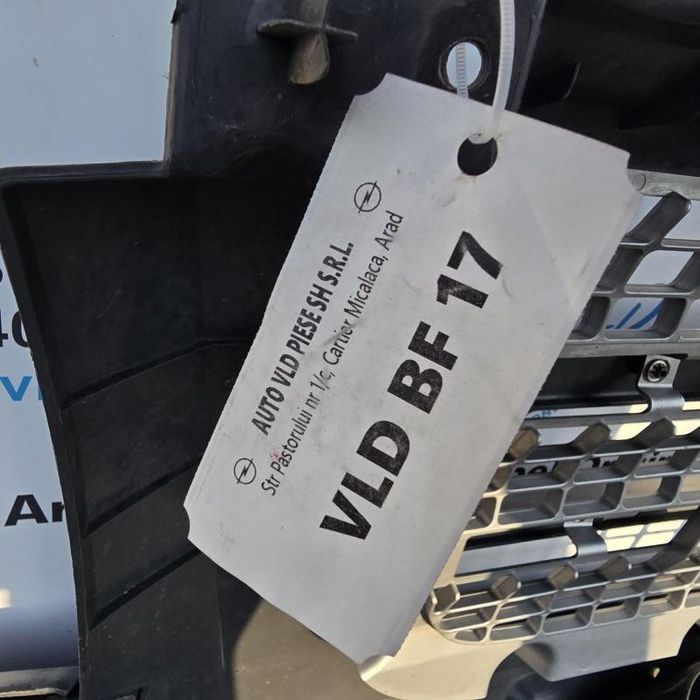 AUTO VLD PIESE SH S.R.L.
Str Pastorului nr 1/c, Cartier Micalaca, Arad
VLD BF 17